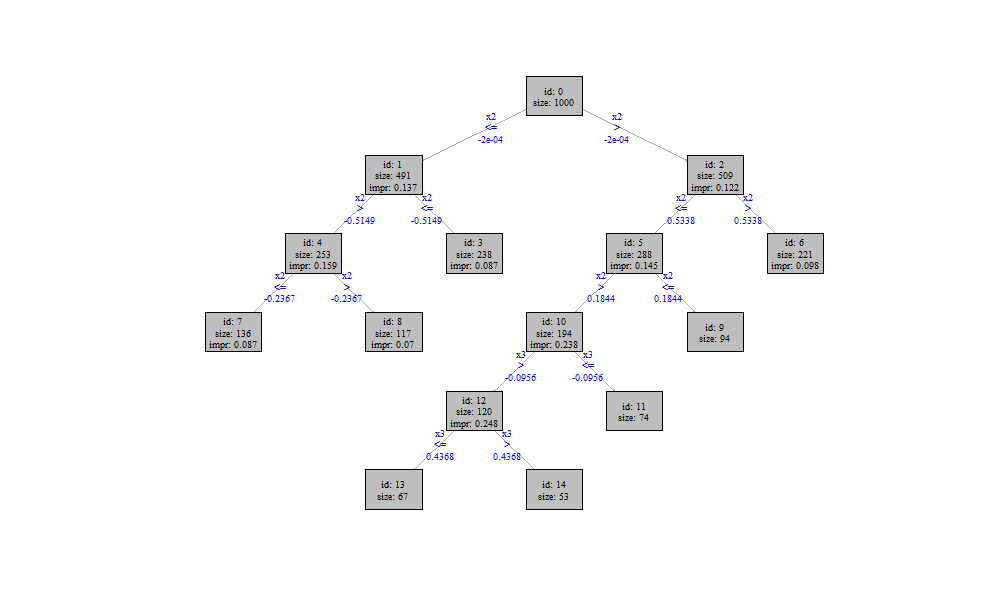 id: 0
size: 1000
x2
<=
-2e-04
x2
>
-2e-04
id: 1
size: 491
impr: 0.137
id: 2
size: 509
impr: 0.122
x2
>
-0.5149
x2
<=
-0.5149
x2
<=
0.5338
x2
>
0.5338
id: 4
size: 253
impr: 0.159
id: 3
size: 238
impr: 0.087
id: 5
size: 288
impr: 0.145
id: 6
size: 221
impr: 0.098
x2
<=
-0.2367
x2
>
-0.2367
x2
>
0.1844
x2
<=
0.1844
id: 7
size: 136
impr: 0.087
id: 8
size: 117
impr: 0.07
id: 10
size: 194
impr: 0.238
id: 9
size: 94
x3
>
-0.0956
x3
<=
-0.0956
id: 12
size: 120
impr: 0.248
id: 11
size: 74
x3
<=
0.4368
x3
>
0.4368
id: 13
size: 67
id: 14
size: 53